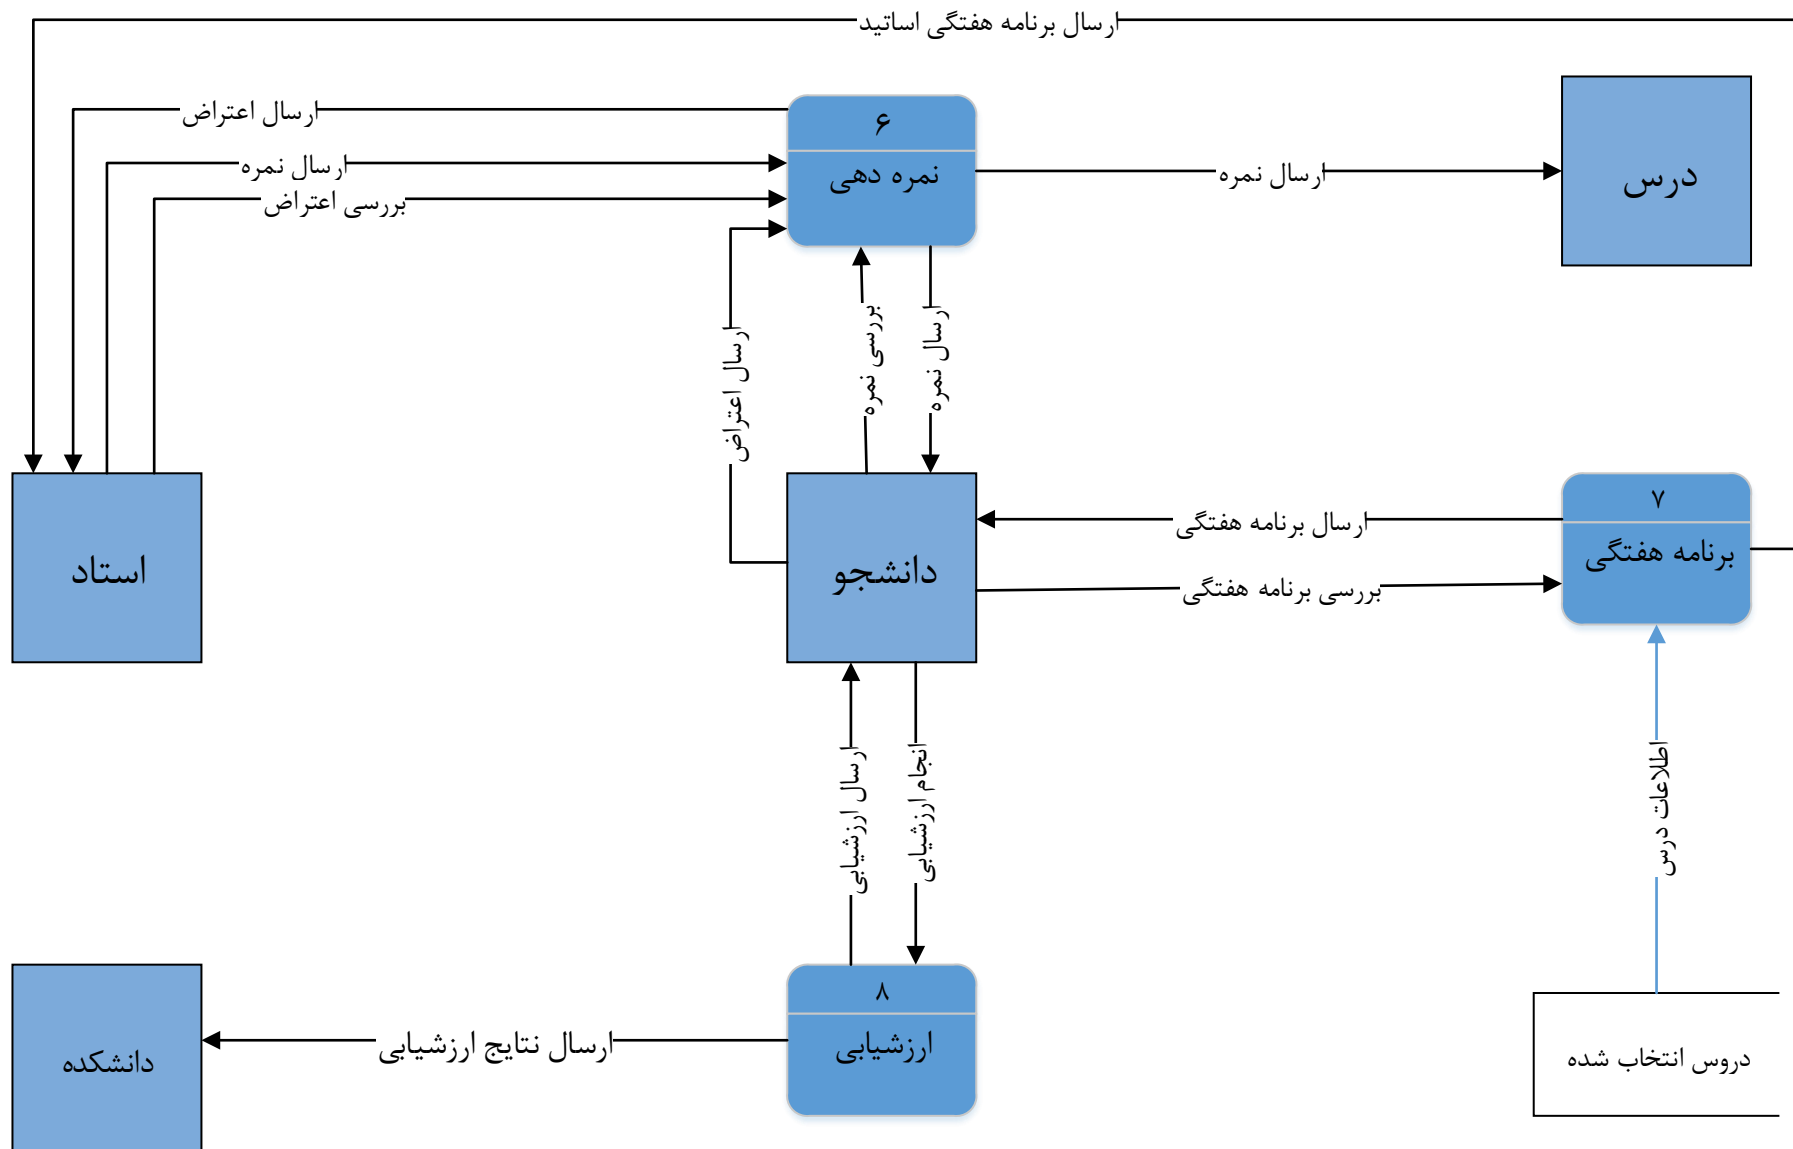 ارسال برنامه هفتگی اساتید
ارسال اعتراض
۶
نمره دهی
ارسال نمره
بررسی اعتراض
ارسال نمره
درس
ارسال اعتراض
بررسی نمره
ارسال نمره
استاد
دانشجو
ارسال برنامه هفتگی
بررسی برنامه هفتگی
۷
برنامه هفتگی
ارسال ارزشیابی
انجام ارزشیابی
اطلاعات درس
دانشکده
ارسال نتایج ارزشیابی
۸
ارزشیابی
دروس انتخاب شده